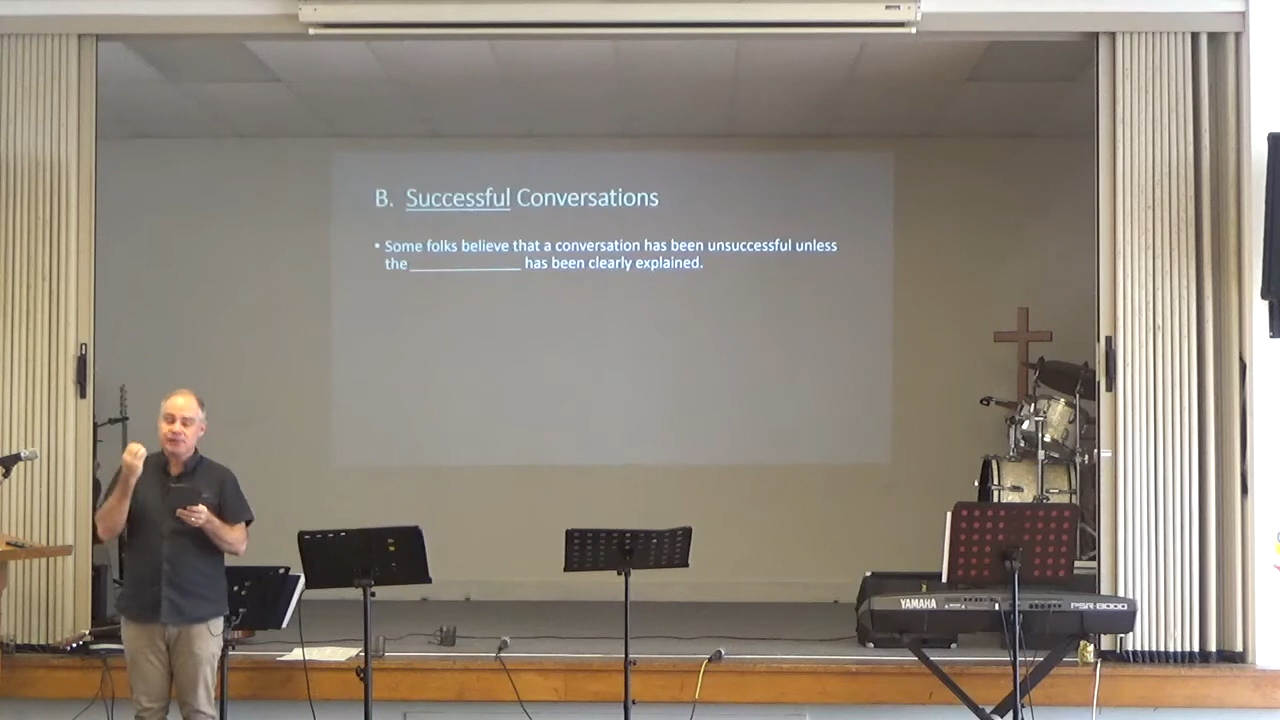 B. Successful Conversations
• Some folks believe that a conversation has been unsuccessful unless
the ______________ has been clearly explained.
YAMAHA
PSR-8000